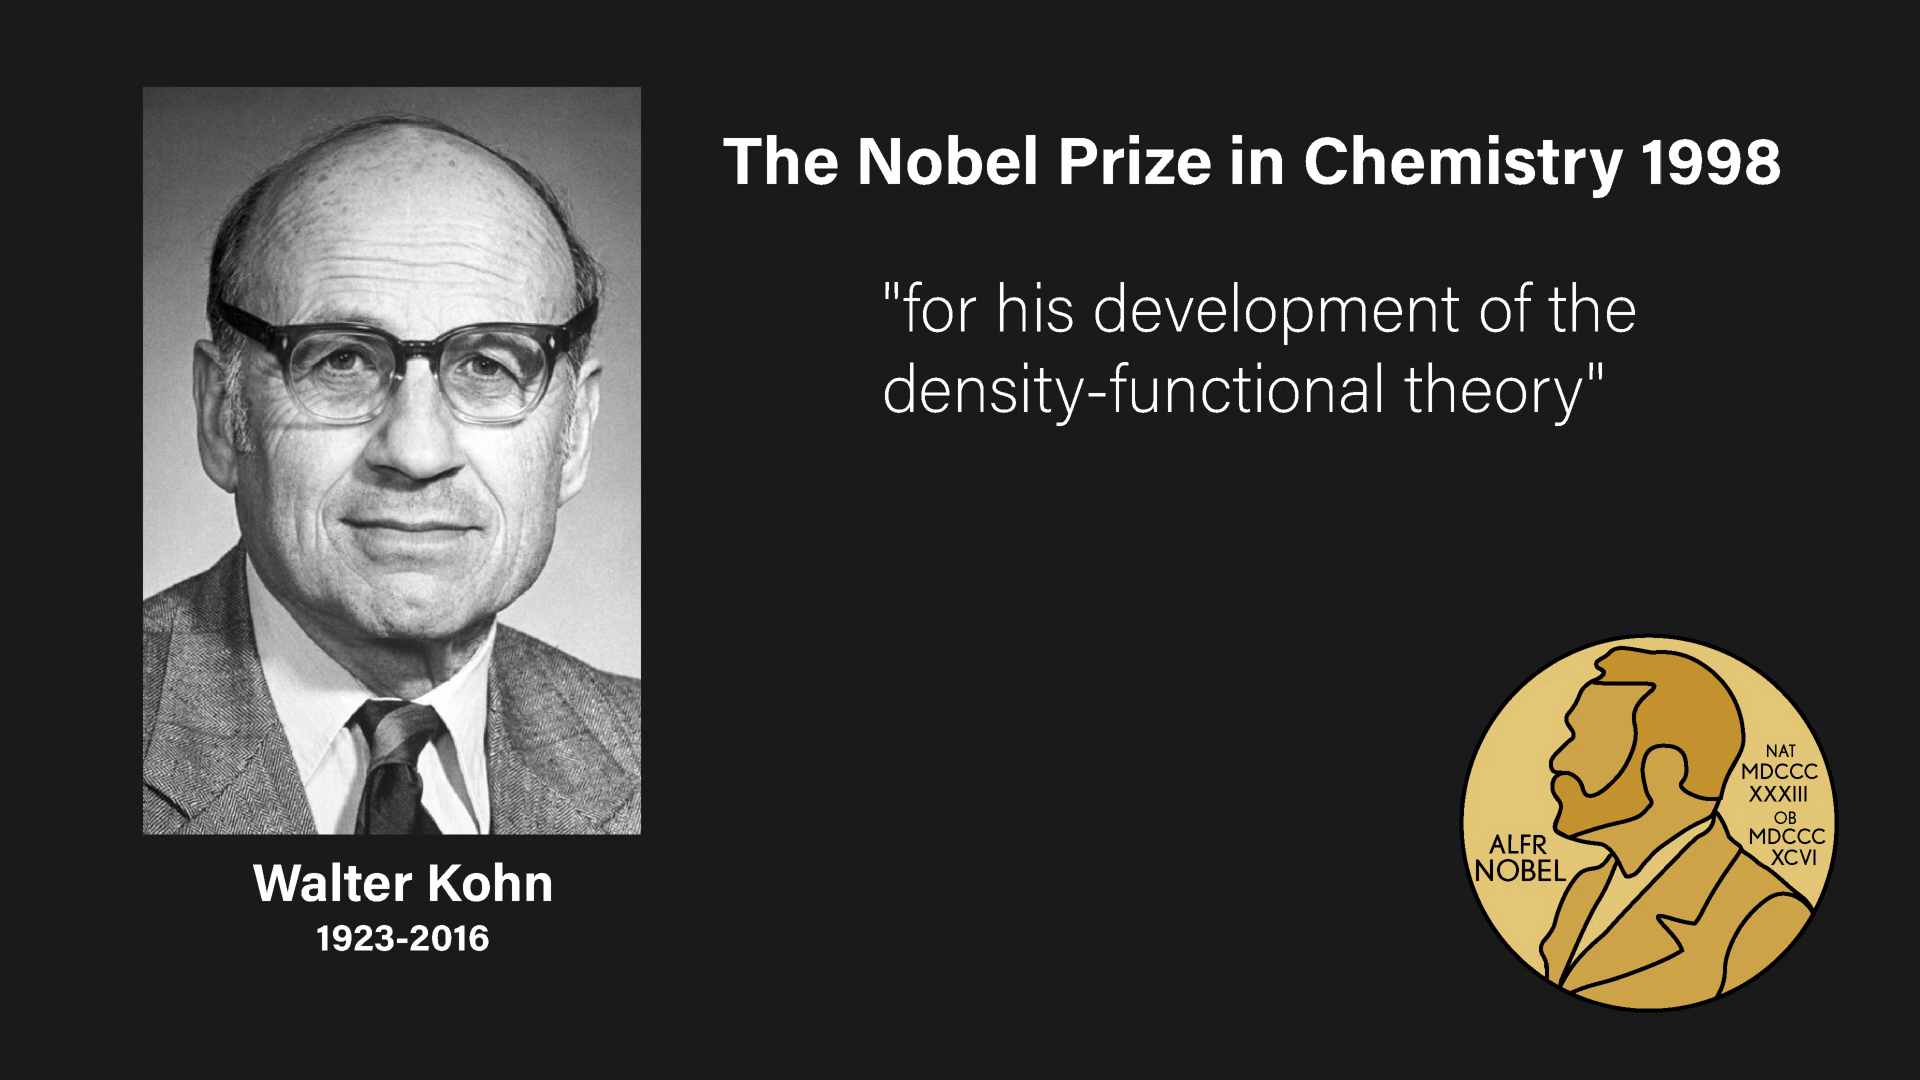 The Nobel Prize in Chemistry 1998
"for his development of the
density-functional theory"
Walter Kohn
1923-2016
ALFR
NOBEL
NAT
MDCCC
XXXIII
OB
MDCCC
XCVI